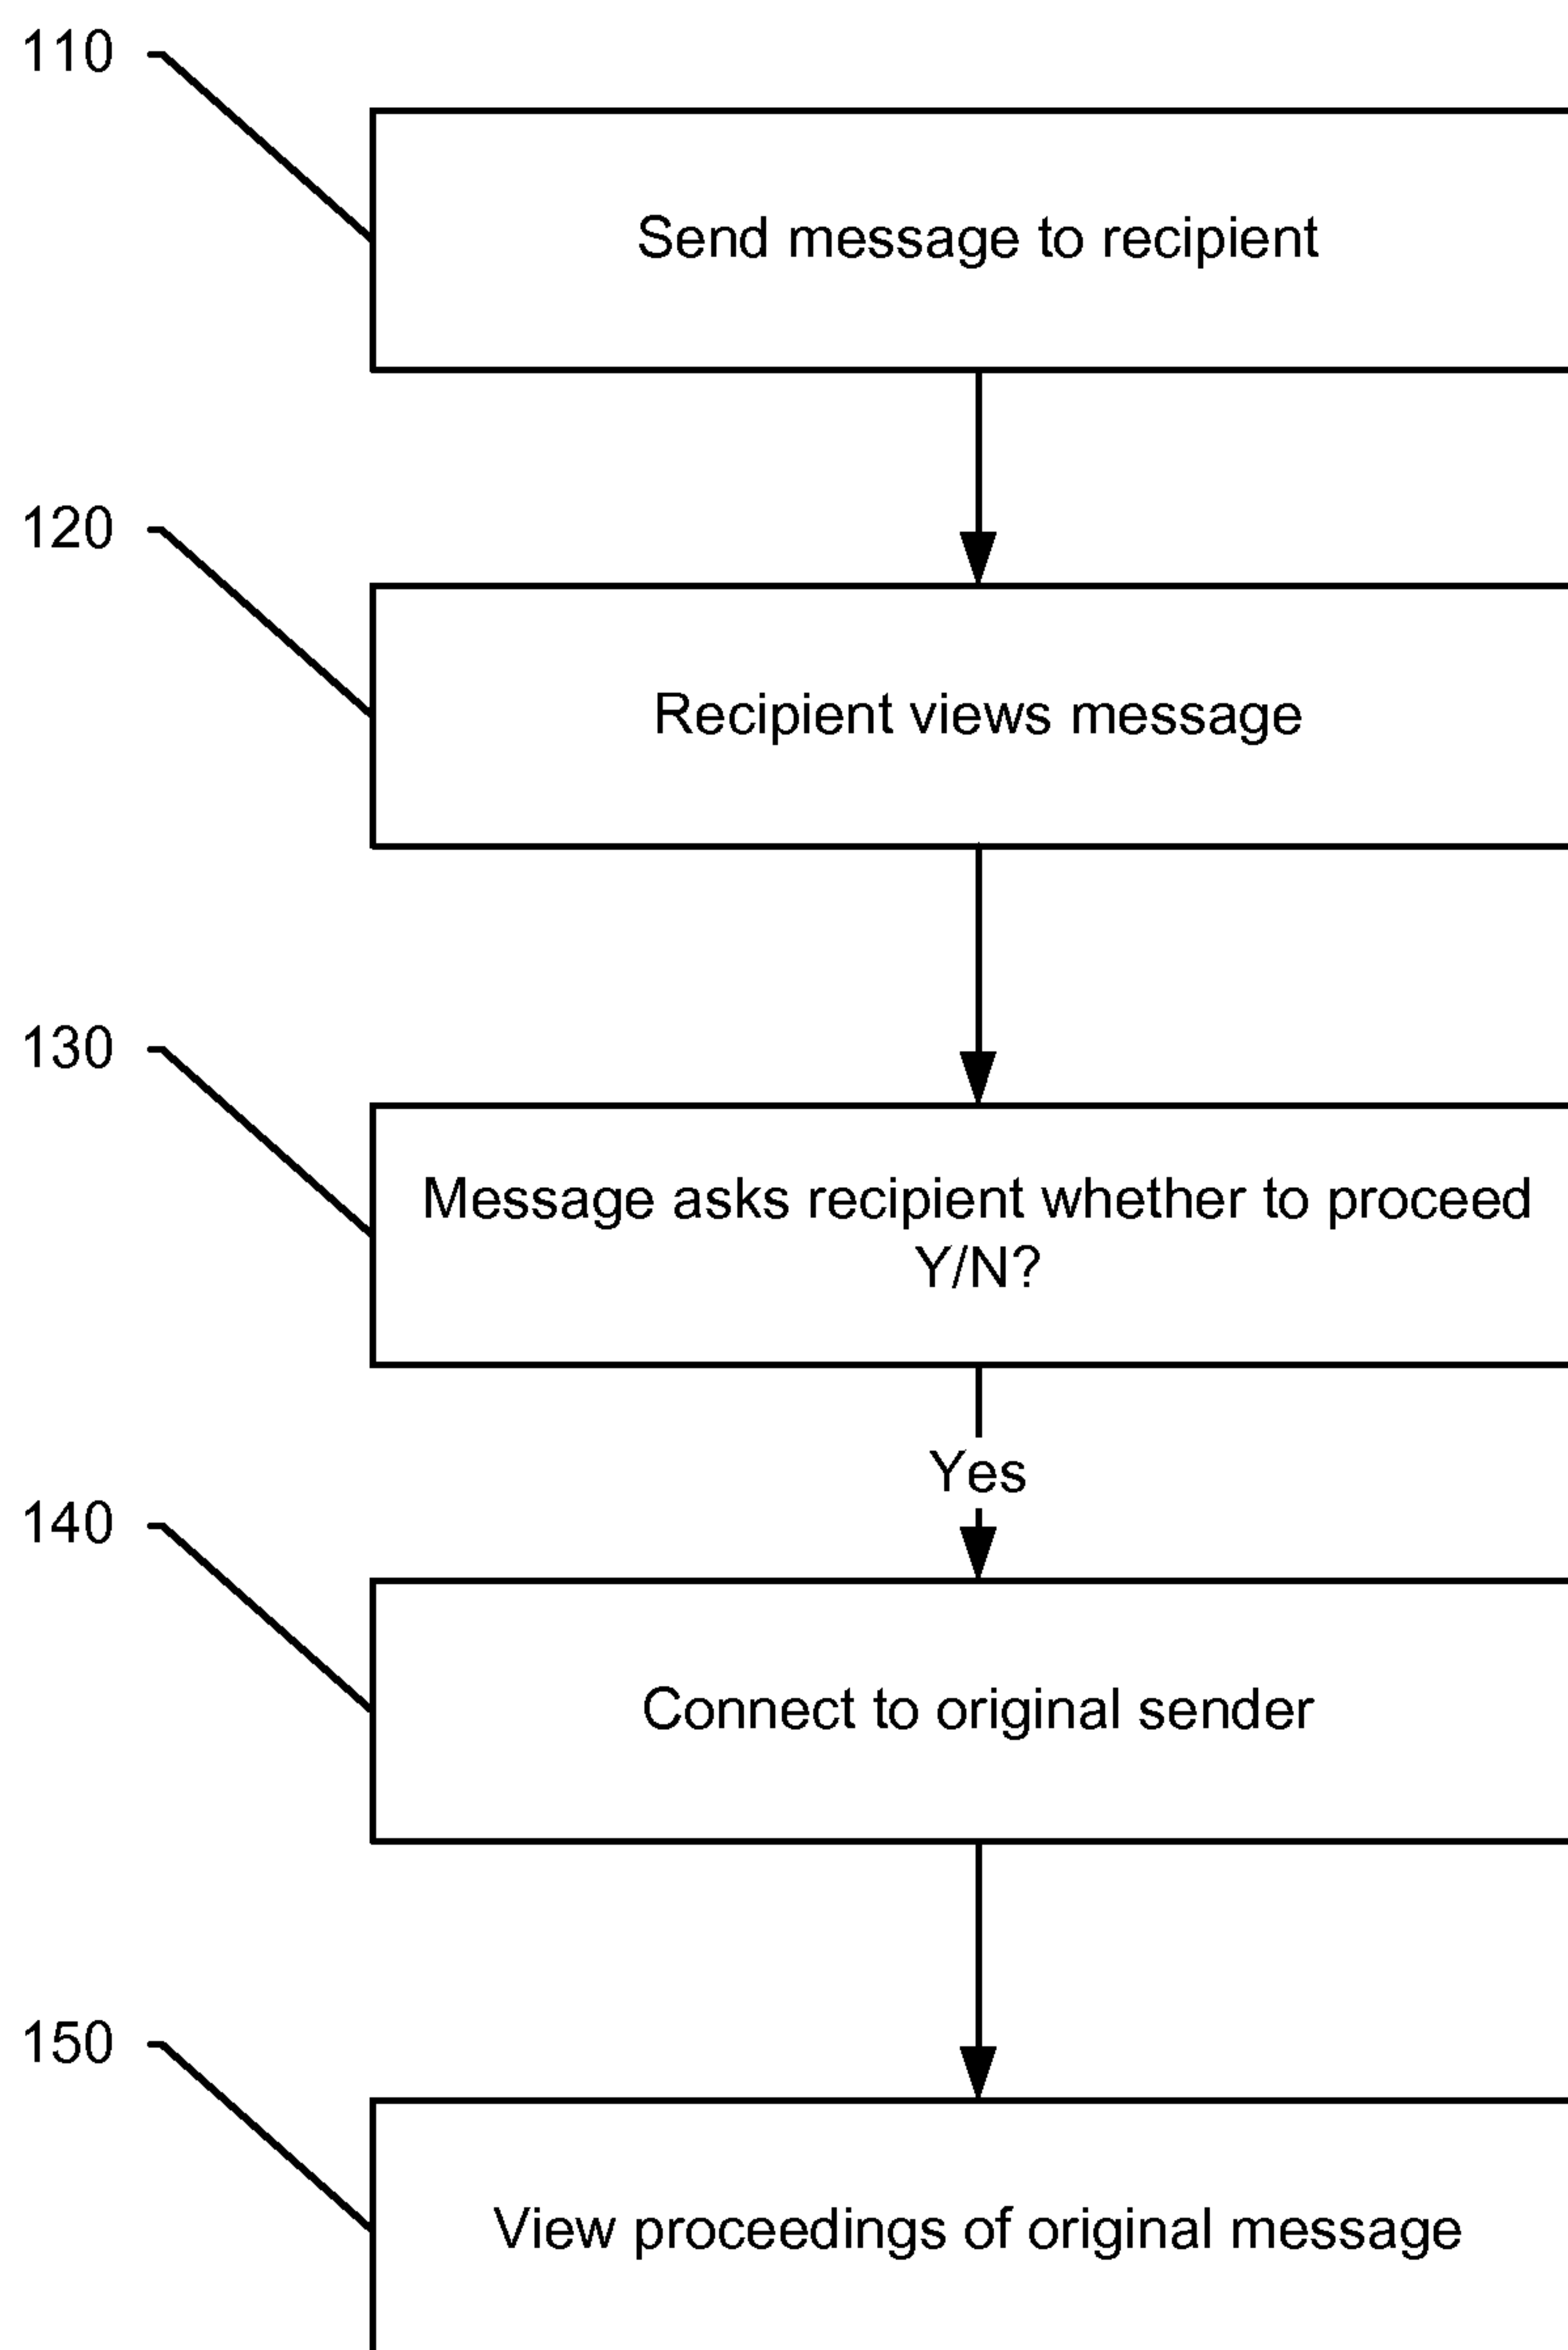 110
Send message to recipient
120
Recipient views message
130
Message asks recipient whether to proceed
Y/N?
Yes
140
Connect to original sender
150
View proceedings of original message